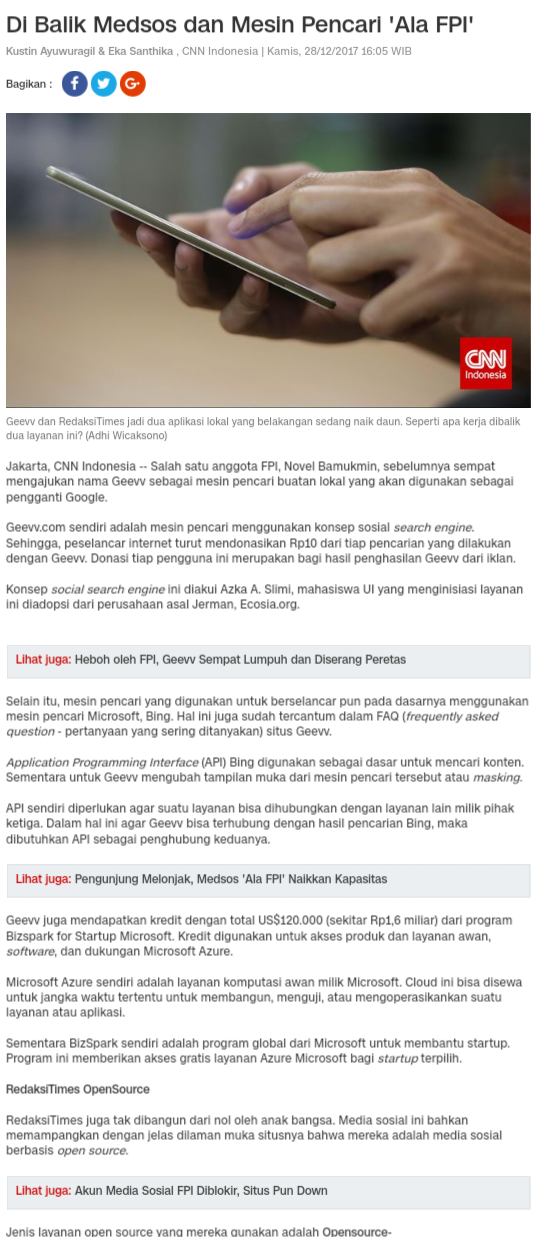 Di Balik Medsos dan Mesin Pencari 'Ala FPI'
Kustin Ayuwuragil & Eka Santhika , CNN Indonesia | Kamis, 28/12/2017 16:05 WIB
Bagikan :
CNN
Indonesia
Geevv dan RedaksiTimes jadi dua aplikasi lokal yang belakangan sedang naik daun. Seperti apa kerja dibalik
dua layanan ini? (Adhi Wicaksono)
Jakarta, CNN Indonesia -- Salah satu anggota FPI, Novel Bamukmin, sebelumnya sempat
mengajukan nama Geevv sebagai mesin pencari buatan lokal yang akan digunakan sebagai
pengganti Google.
Geevv.com sendiri adalah mesin pencari menggunakan konsep sosial search engine.
Sehingga, peselancar internet turut mendonasikan Rp10 dari tiap pencarian yang dilakukan
dengan Geevv. Donasi tiap pengguna ini merupakan bagi hasil penghasilan Geevv dari iklan.
Konsep social search engine ini diakui Azka A. Slimi, mahasiswa UI yang menginisiasi layanan
ini diadopsi dari perusahaan asal Jerman, Ecosia.org.
Lihat juga: Heboh oleh FPI, Geevv Sempat Lumpuh dan Diserang Peretas
Selain itu, mesin pencari yang digunakan untuk berselancar pun pada dasarnya menggunakan
mesin pencari Microsoft, Bing. Hal ini juga sudah tercantum dalam FAQ (frequently asked
question - pertanyaan yang sering ditanyakan) situs Geevv.
Application Programming Interface (API) Bing digunakan sebagai dasar untuk mencari konten.
Sementara untuk Geevv mengubah tampilan muka dari mesin pencari tersebut atau masking.
API sendiri diperlukan agar suatu layanan bisa dihubungkan dengan layanan lain milik pihak
ketiga. Dalam hal ini agar Geevv bisa terhubung dengan hasil pencarian Bing, maka
dibutuhkan API sebagai penghubung keduanya.
Lihat juga: Pengunjung Melonjak, Medsos 'Ala FPI' Naikkan Kapasitas
Geevv juga mendapatkan kredit dengan total US$120.000 (sekitar Rp1,6 miliar) dari program
Bizspark for Startup Microsoft. Kredit digunakan untuk akses produk dan layanan awan,
software, dan dukungan Microsoft Azure.
Microsoft Azure sendiri adalah layanan komputasi awan milik Microsoft. Cloud ini bisa disewa
untuk jangka waktu tertentu untuk membangun, menguji, atau mengoperasikankan suatu
layanan atau aplikasi.
Sementara BizSpark sendiri adalah program global dari Microsoft untuk membantu startup.
Program ini memberikan akses gratis layanan Azure Microsoft bagi startup terpilih.
RedaksiTimes OpenSource
RedaksiTimes juga tak dibangun dari nol oleh anak bangsa. Media sosial ini bahkan
memampangkan dengan jelas dilaman muka situsnya bahwa mereka adalah media sosial
berbasis open source.
Lihat juga: Akun Media Sosial FPI Diblokir, Situs Pun Down
Jenis layanan open source yang mereka gunakan adalah Opensource-